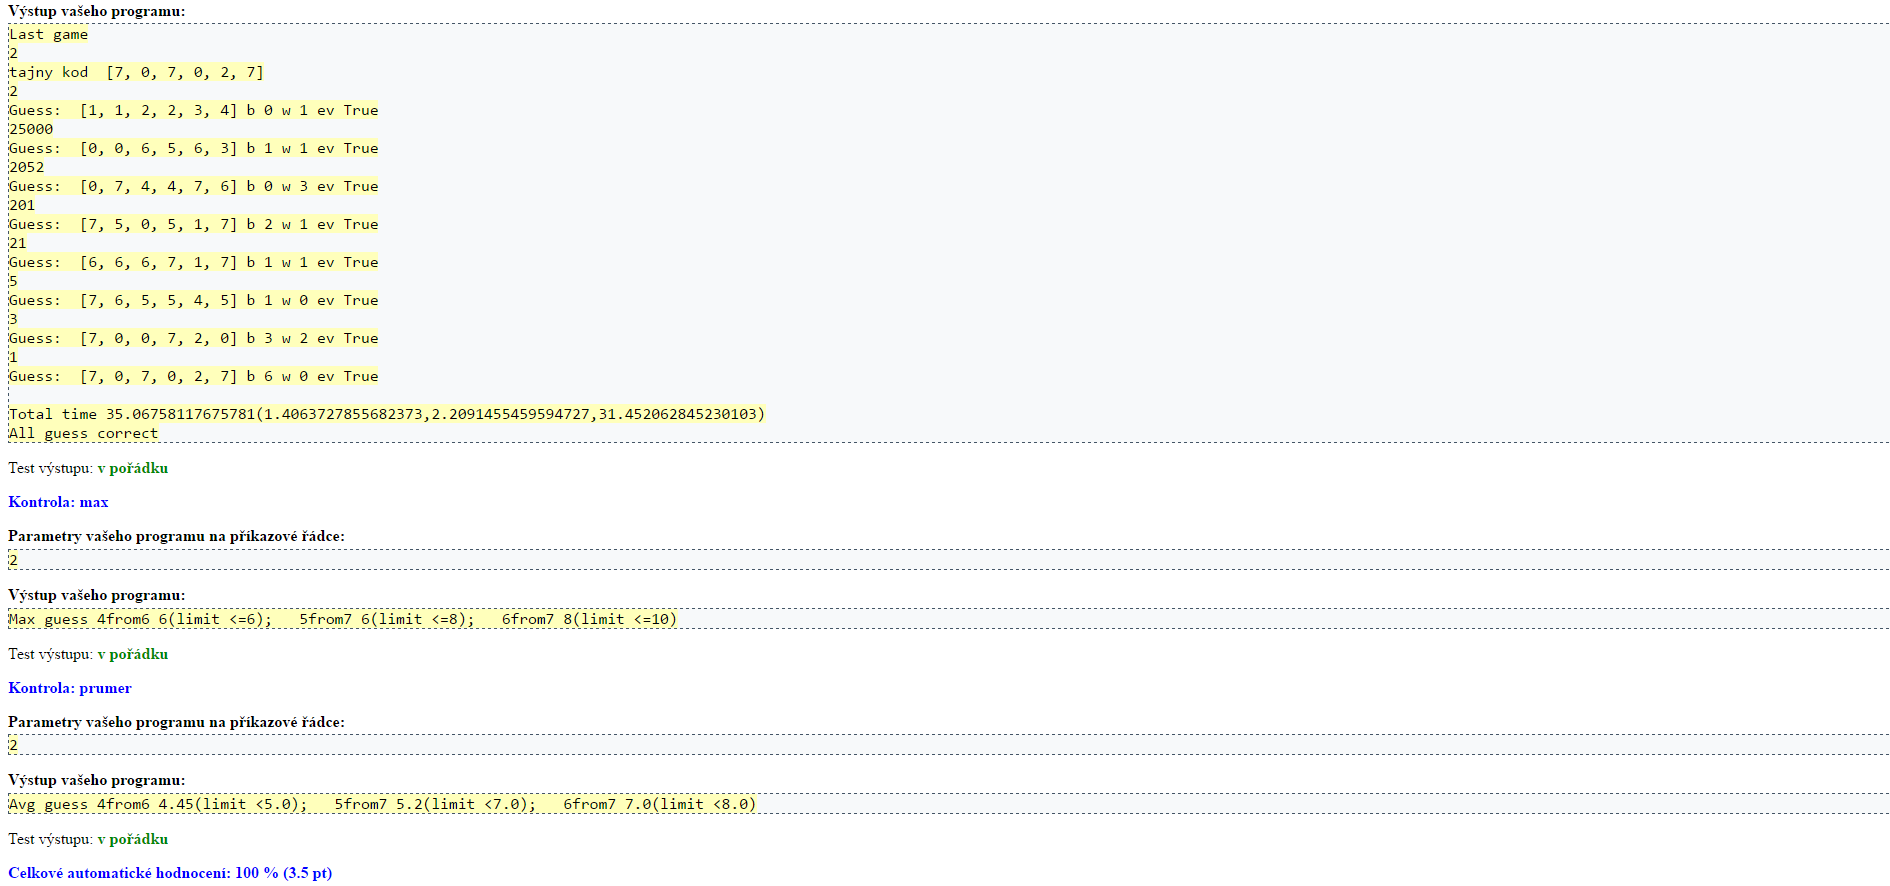 Výstup vašeho programu:
Last game
2
tajny kod  [7, 0, 7, 0, 2, 7]
2
Guess:  [1, 1, 2, 2, 3, 4] b 0 w 1 ev True
25000
Guess:  [0, 0, 6, 5, 6, 3] b 1 w 1 ev True
2052
Guess:  [0, 7, 4, 4, 7, 6] b 0 w 3 ev True
201
Guess:  [7, 5, 0, 5, 1, 7] b 2 w 1 ev True
21
Guess:  [6, 6, 6, 7, 1, 7] b 1 w 1 ev True
5
Guess:  [7, 6, 5, 5, 4, 5] b 1 w 0 ev True
3
Guess:  [7, 0, 0, 7, 2, 0] b 3 w 2 ev True
1
Guess:  [7, 0, 7, 0, 2, 7] b 6 w 0 ev True
Total time 35.06758117675781(1.4063727855682373,2.2091455459594727,31.452062845230103)
All guess correct
Test výstupu: v pořádku
Kontrola: max
Parametry vašeho programu na příkazové řádce:
2
Výstup vašeho programu:
Max guess 4from6 6(limit <=6);   5from7 6(limit <=8);   6from7 8(limit <=10)
Test výstupu: v pořádku
Kontrola: prumer
Parametry vašeho programu na příkazové řádce:
2
Výstup vašeho programu:
Avg guess 4from6 4.45(limit <5.0);   5from7 5.2(limit <7.0);   6from7 7.0(limit <8.0)
Test výstupu: v pořádku
Celkové automatické hodnocení: 100 % (3.5 pt)